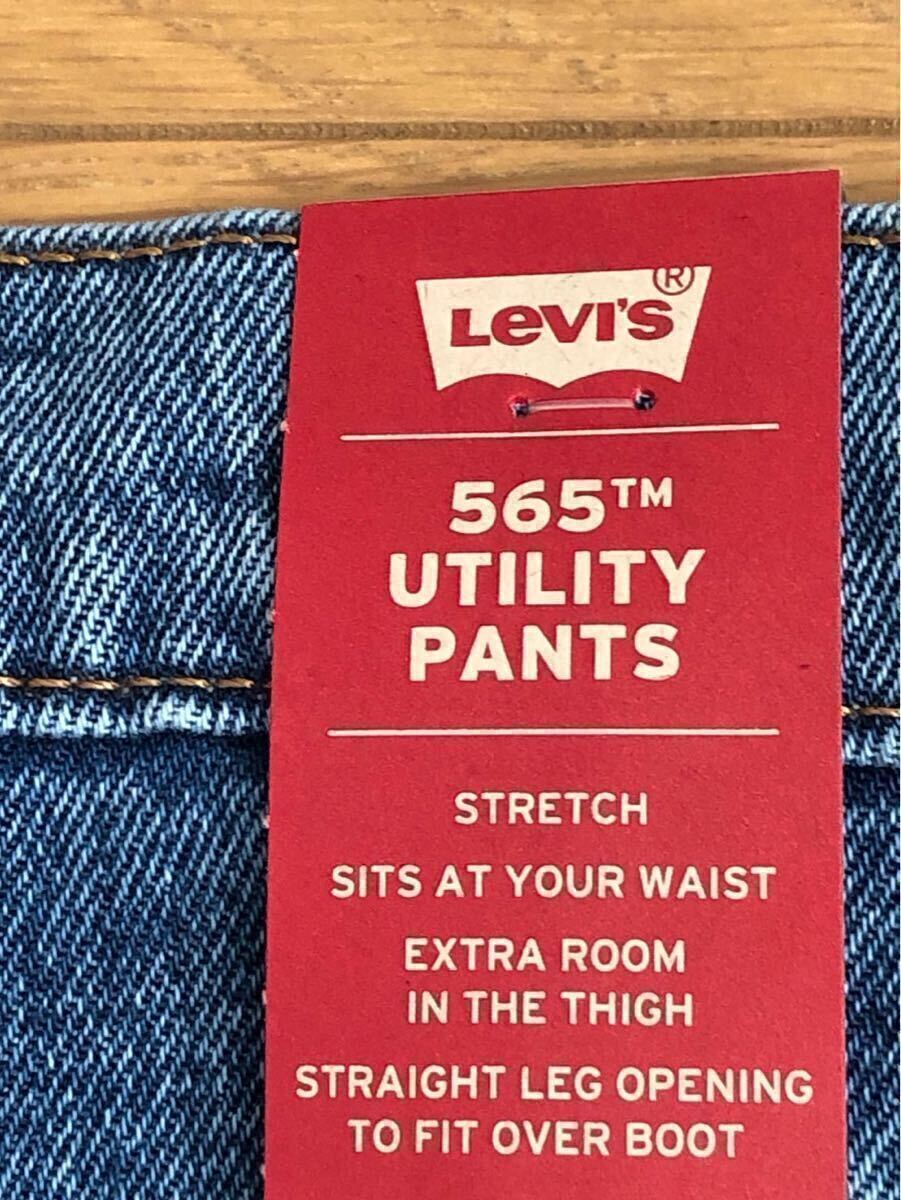 LEVI'S®
565™
UTILITY
PANTS
STRETCH
SITS AT YOUR WAIST
EXTRA ROOM
IN THE THIGH
STRAIGHT LEG OPENING
TO FIT OVER BOOT